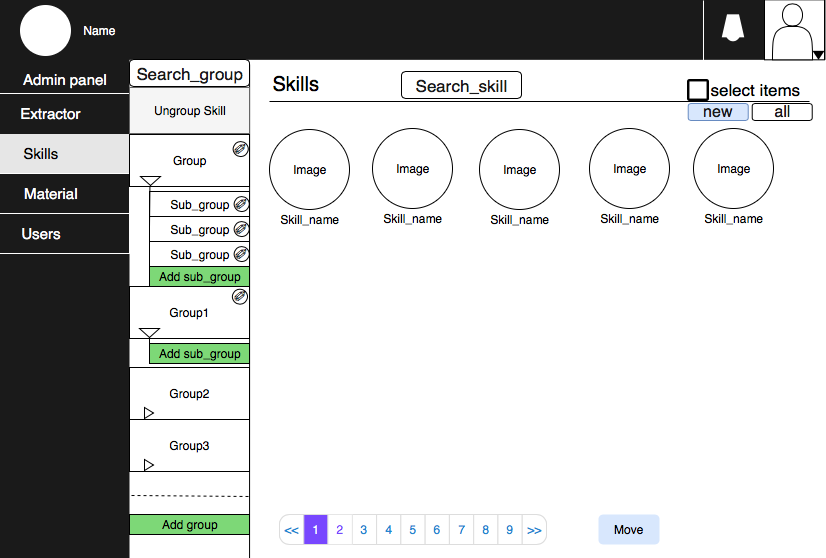 Name
Admin panel
Extractor
Skills
Material
Users
Search_group
Ungroup Skill
Group
Sub_group
Sub_group
Sub_group
Add sub_group
Group1
Add sub_group
Group2
Group3
Add group
Skills
Search_skill
select items
new all
Image Image Image Image Image
Skill_name Skill_name Skill_name Skill_name Skill_name
<< 1 2 3 4 5 6 7 8 9 >>
Move